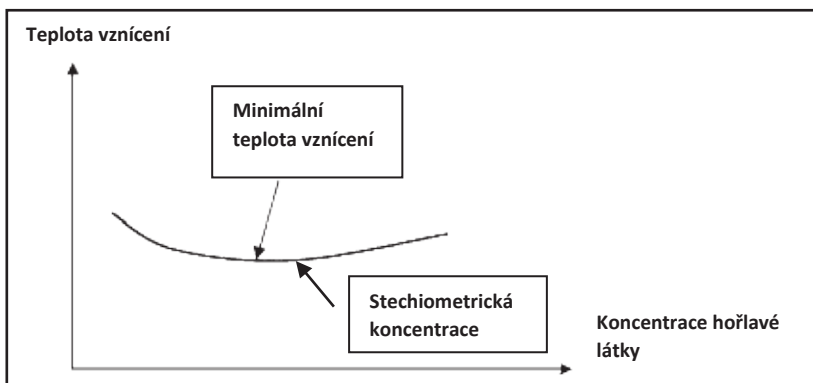 Teplota vznícení
Minimální
teplota vznícení
Stechiometrická
koncentrace
Koncentrace hořlavé
látky